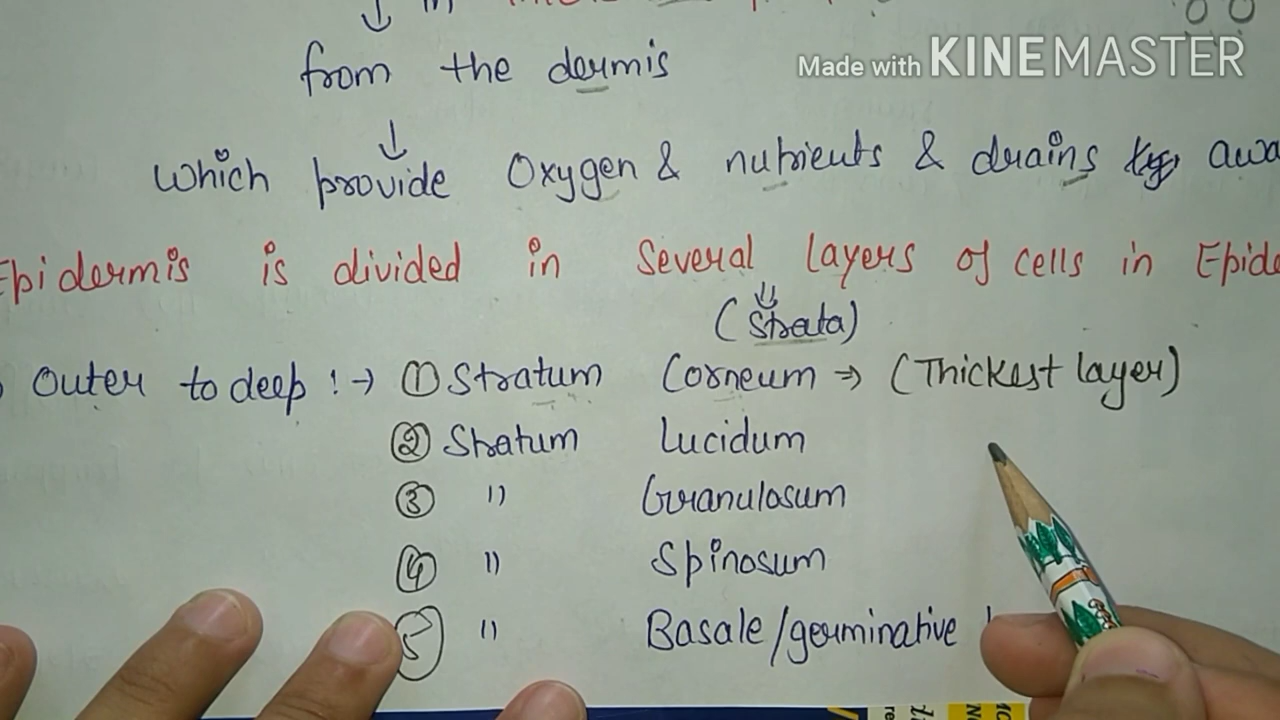 from the dermis
Made with KINEMASTER
which provide Oxygen & nutrients & drains awa
Epidermis is divided in Several layers of cells in Epide
(Strata)
Outer to deep :→ ① Stratum Corneum ⇒ (Thickest layer)
② Stratum Lucidum
③ " Granulosum
④ " Spinosum
⑤ " Basale/germinative